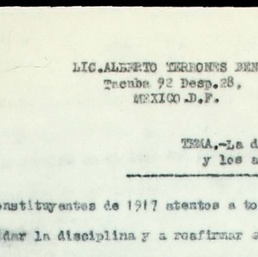 LIC.ALBERTO TERRONES BEN
Tacuba 92 Desp.28,
MEXICO.D.F.
TEMA.-La d
y los a
onstituyentes de 1917 atentos a to
dar la disciplina y a reafirmar